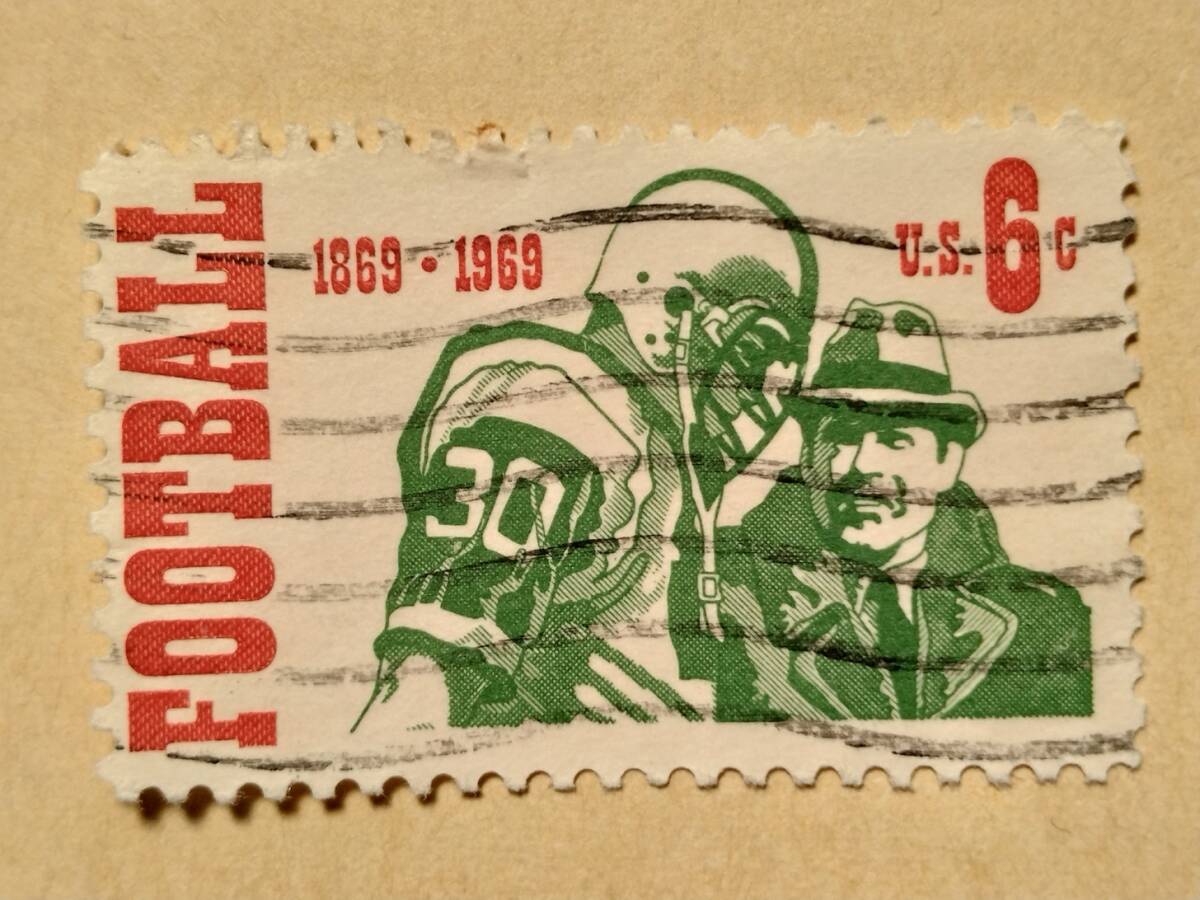 FOOTBALL
1869 • 1969
U.S. 6c
30